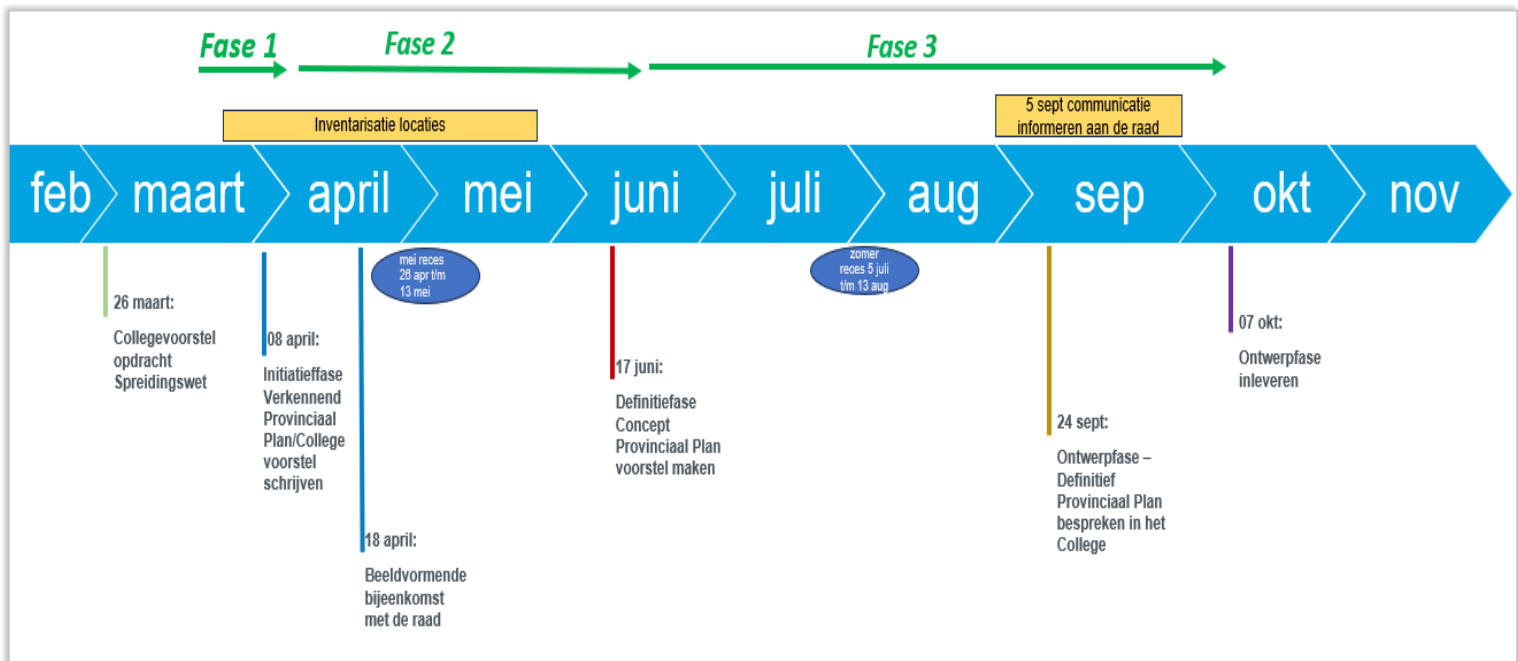 Fase 1
Fase 2
Fase 3
Inventarisatie locaties
5 sept communicatie
informeren aan de raad
feb
maart
april
mei
juni
juli
aug
sep
okt
nov
mei reces
26 apr t/m
13 mei
zomer
reces 5 juli
t/m 13 aug
26 maart:
Collegevoorstel
opdracht
Spreidingswet
08 april:
Initiatieffase
Verkennend
Provinciaal
Plan/College
voorstel
schrijven
18 april:
Beeldvormende
bijeenkomst
met de raad
17 juni:
Definitiefase
Concept
Provinciaal Plan
voorstel maken
24 sept:
Ontwerpfase –
Definitief
Provinciaal Plan
bespreken in het
College
07 okt:
Ontwerpfase
inleveren